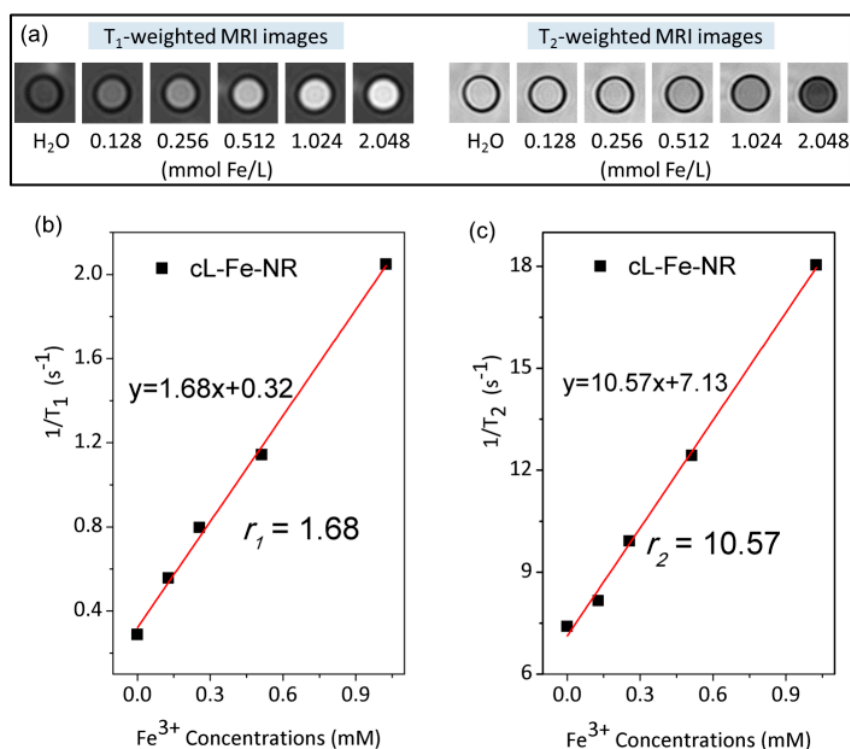 (a)
T₁-weighted MRI images
H₂O 0.128 0.256 0.512 1.024 2.048
(mmol Fe/L)
T₂-weighted MRI images
H₂O 0.128 0.256 0.512 1.024 2.048
(mmol Fe/L)
(b)
cL-Fe-NR
y=1.68x+0.32
r₁ = 1.68
1/T₁ (s⁻¹)
2.0
1.6
1.2
0.8
0.4
0.0 0.3 0.6 0.9
Fe³⁺ Concentrations (mM)
(c)
cL-Fe-NR
y=10.57x+7.13
r₂ = 10.57
1/T₂ (s⁻¹)
18
15
12
9
6
0.0 0.3 0.6 0.9
Fe³⁺ Concentrations (mM)